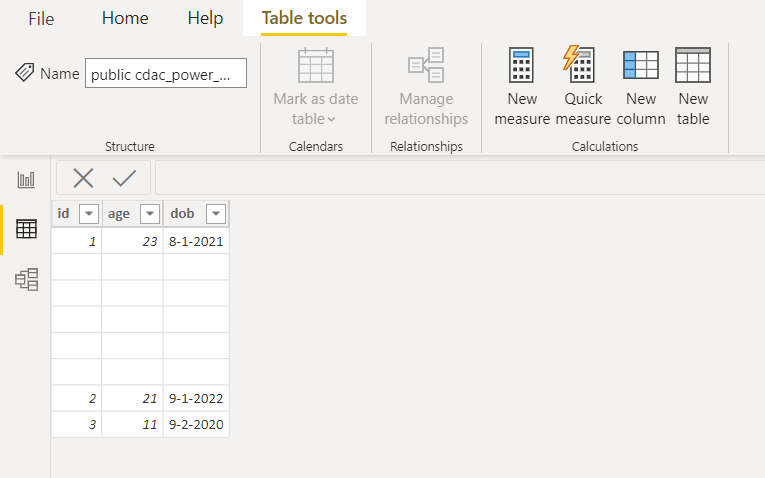 File Home Help Table tools
Name public cdac_power_...
Mark as date table
Manage relationships
New measure
Quick measure
New column
New table
Structure Calendars Relationships Calculations
id age dob
1 23 8-1-2021
2 21 9-1-2022
3 11 9-2-2020